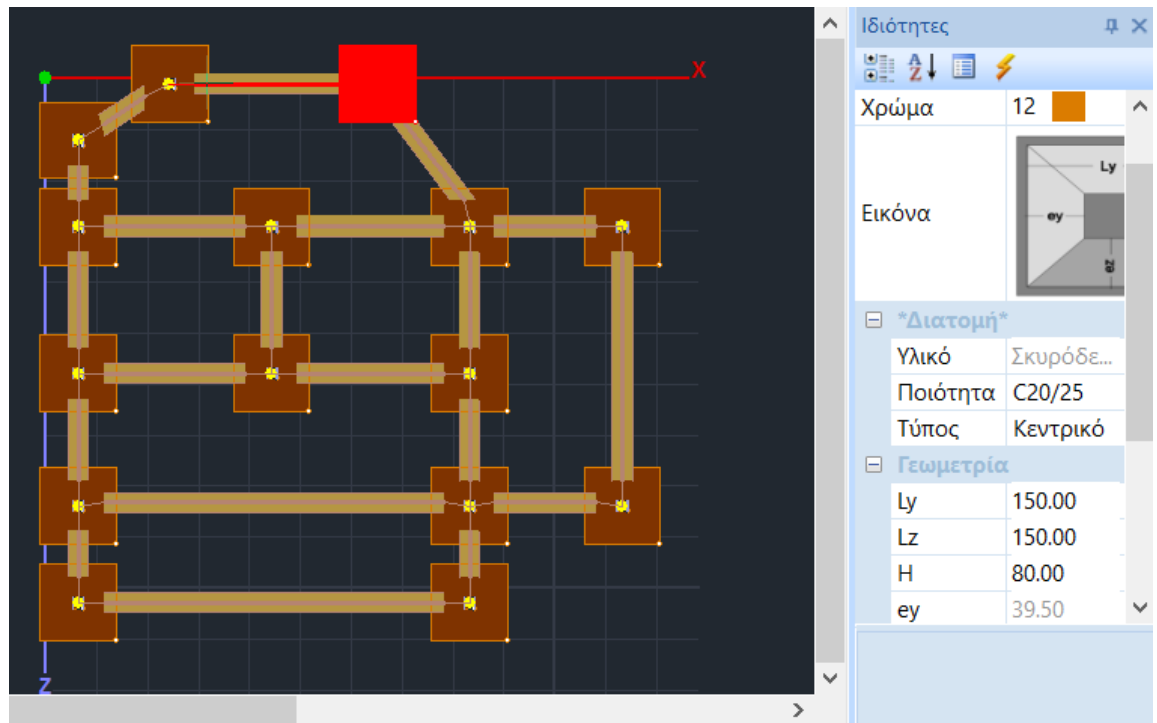 X
Z
Ιδιότητες
A
Z
Χρώμα 12
Εικόνα
Ly
ey
ez
*Διατομή*
Υλικό Σκυρόδε...
Ποιότητα C20/25
Τύπος Κεντρικό
Γεωμετρία
Ly 150.00
Lz 150.00
H 80.00
ey 39.50